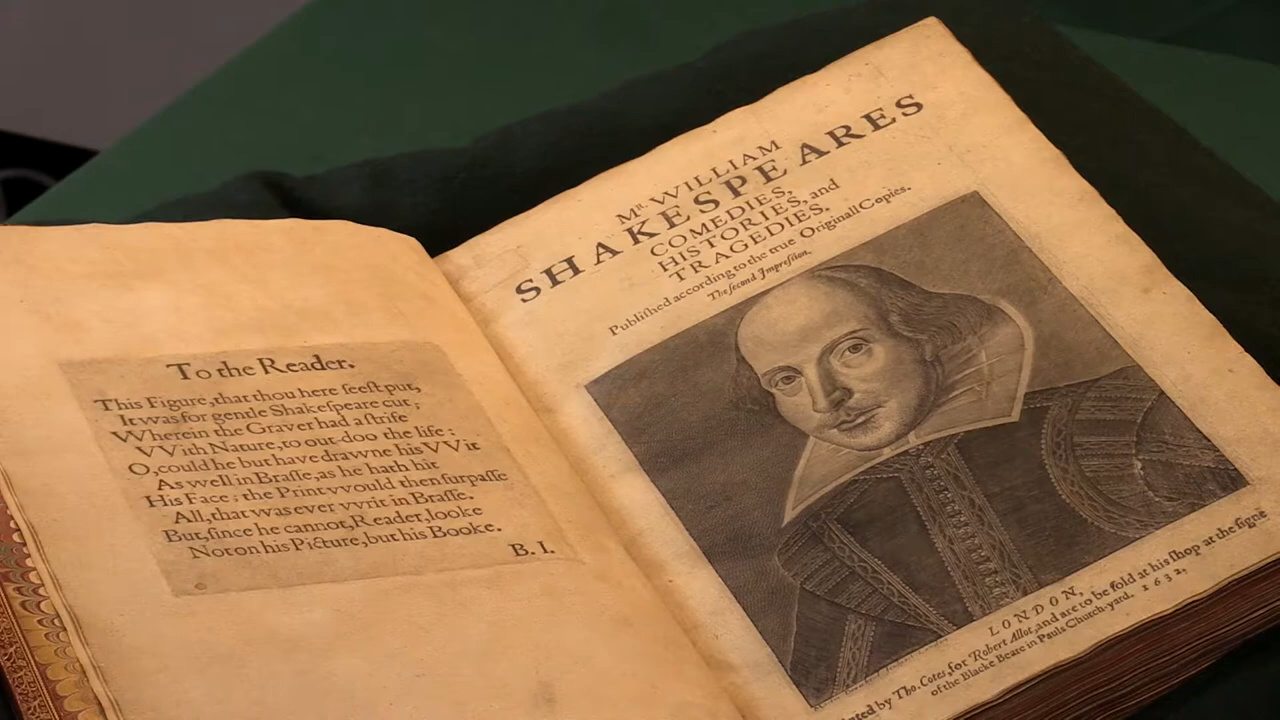 To the Reader.
This Figure, that thou here seeſt put,
It was for gentle Shakeſpeare cut;
Wherein the Graver had a ſtrife
VVith Nature, to out-doo the life:
O, could he but have drawne his VVit
As well in Braſſe, as he hath hit
His Face; the Print vvould then ſurpaſſe
All, that was ever vvrit in Braſſe.
But, ſince he cannot, Reader, looke
Not on his Picture, but his Booke.
B. I.
Mr. WILLIAM
SHAKESPEARES
COMEDIES,
HISTORIES, and
TRAGEDIES.
Publiſhed according to the true Originall Copies.
The ſecond Impreſſion.
LONDON,
by Tho. Cotes, for Robert Allot, and are to be ſold at his ſhop at the ſigne
of the Blacke Beare in Pauls Church-yard. 1632.